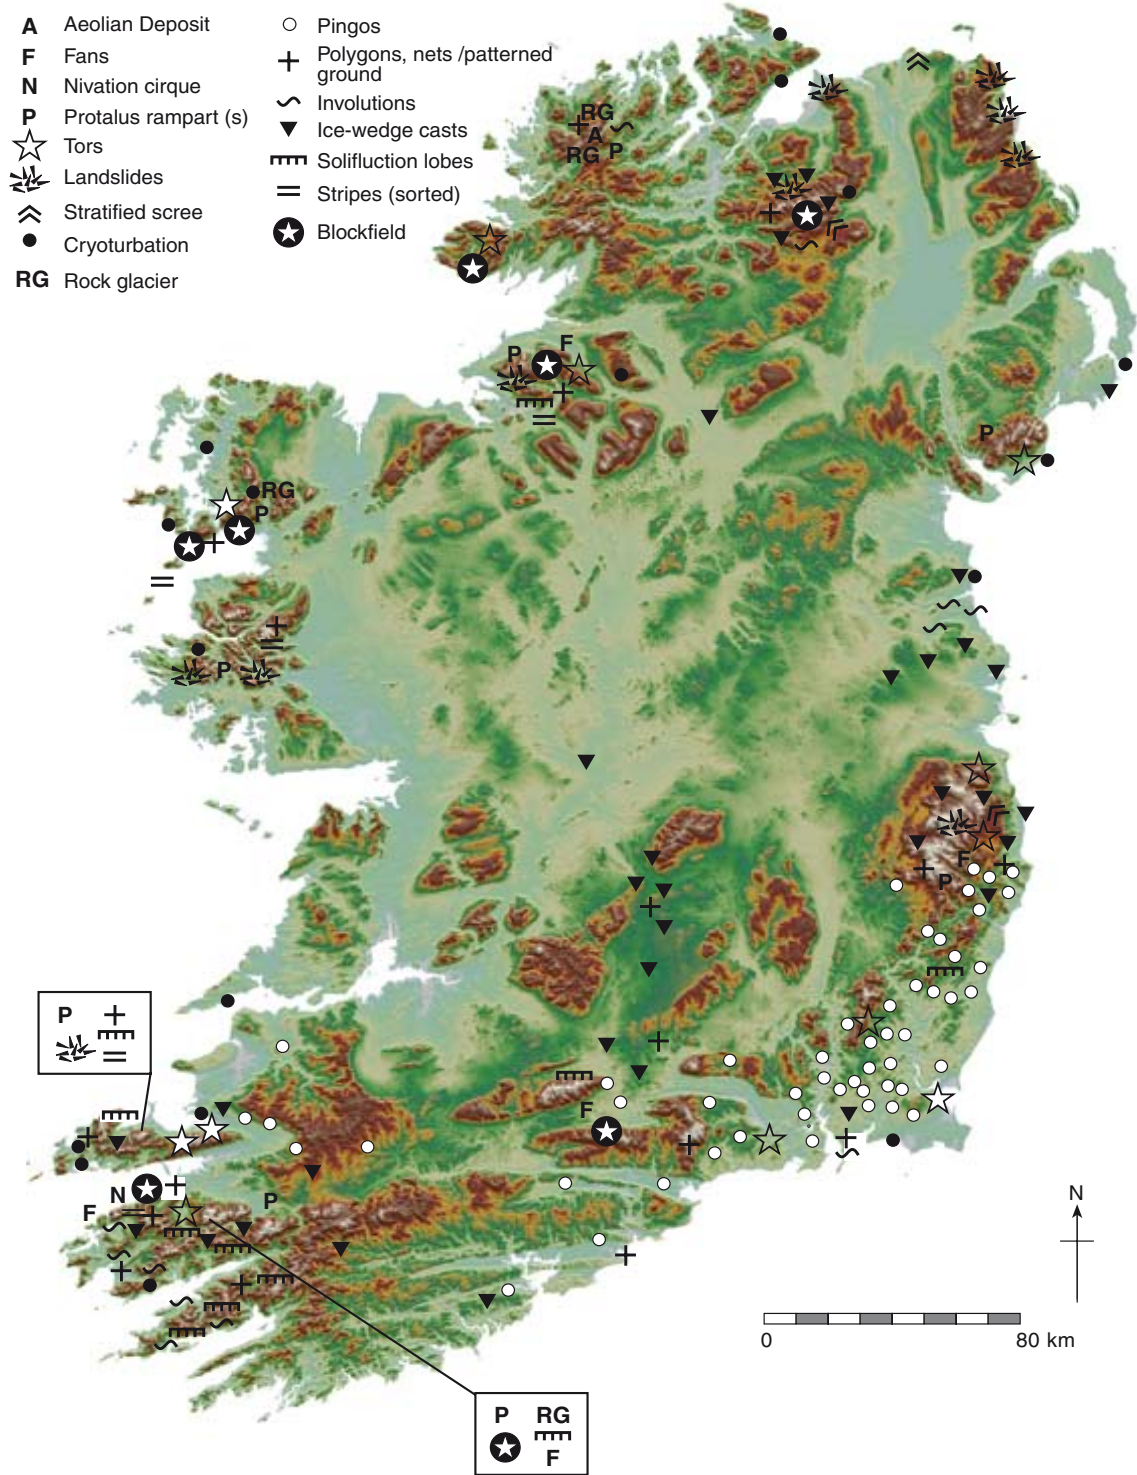 A Aeolian Deposit
F Fans
N Nivation cirque
P Protalus rampart (s)
Tors
Landslides
Stratified scree
Cryoturbation
RG Rock glacier
Pingos
Polygons, nets /patterned
ground
Involutions
Ice-wedge casts
Solifluction lobes
Stripes (sorted)
Blockfield
RG
A
RG P
P F
P
RG
P
P
F
P
P
F
P
N
F
P RG
F
N
0 80 km